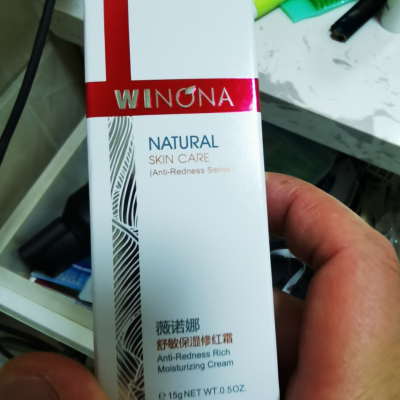 WINONA
NATURAL
SKIN CARE
(Anti-Redness
薇诺娜
舒敏保湿修红霜
Anti-Redness Rich
Moisturizing Cream
℮ 15g NET WT. 0.5OZ.